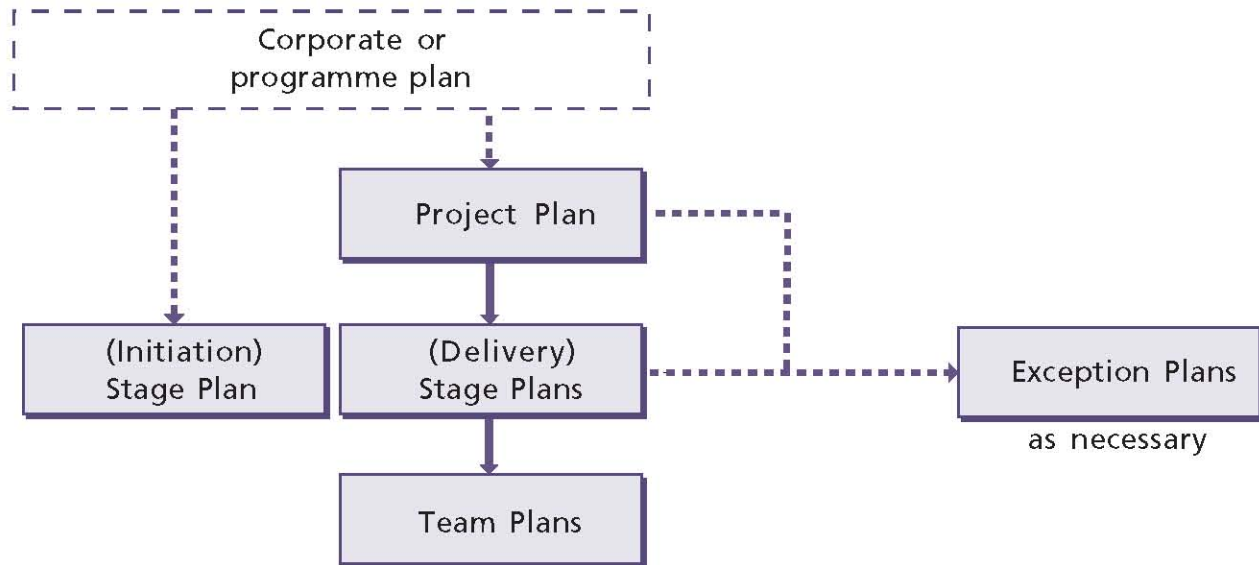 Corporate or
programme plan
Project Plan
(Initiation)
Stage Plan
(Delivery)
Stage Plans
Exception Plans
as necessary
Team Plans